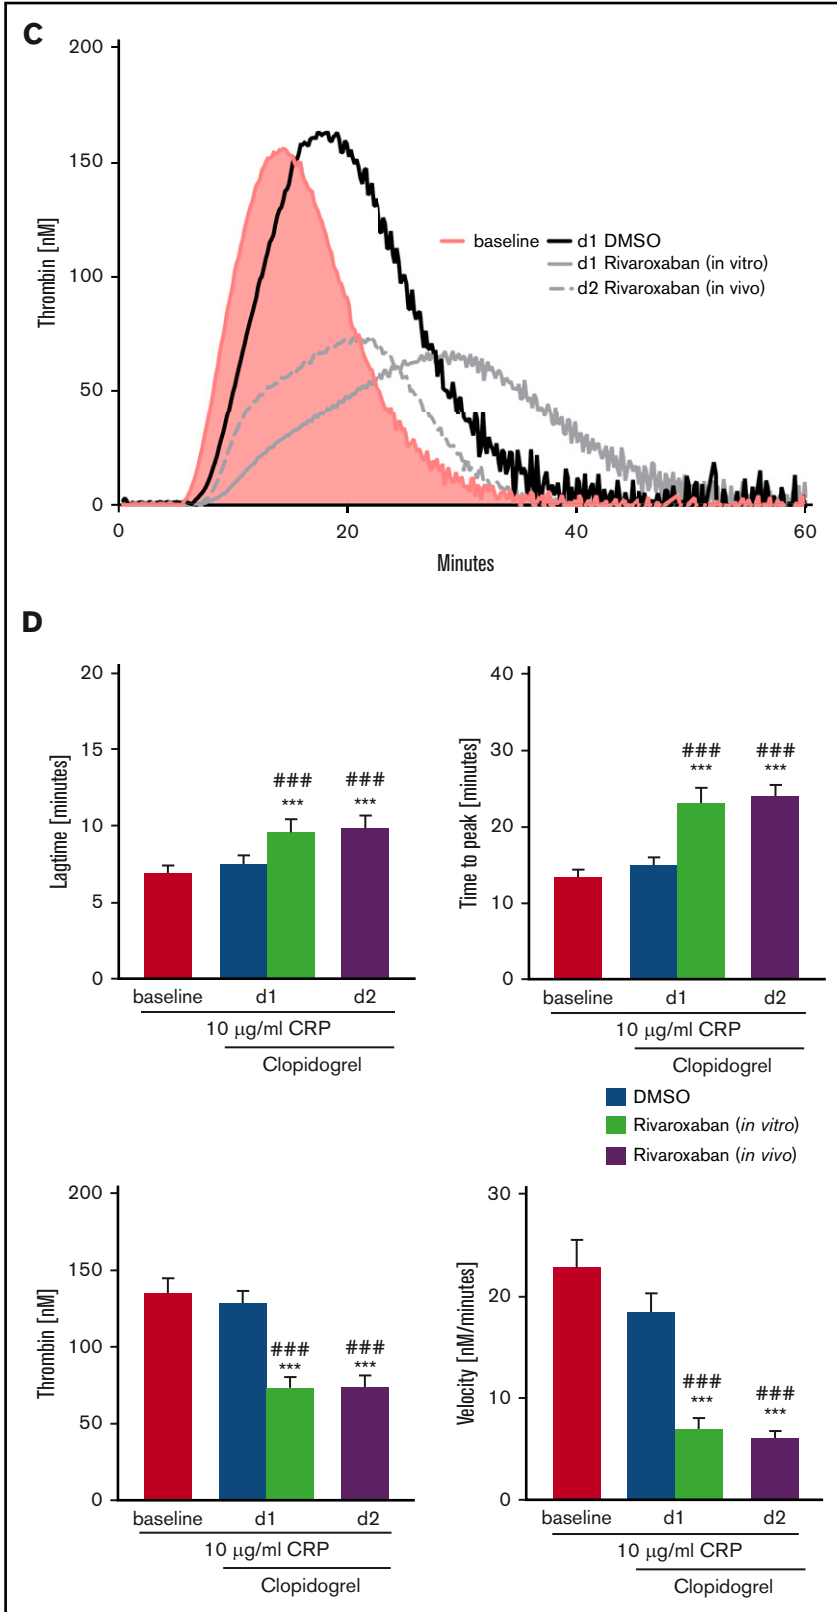 C
200
150
100
50
0
Thrombin [nM]
baseline
d1 DMSO
d1 Rivaroxaban (in vitro)
d2 Rivaroxaban (in vivo)
0 20 40 60
Minutes
D
20
15
10
5
0
Lagtime [minutes]
###
***
###
***
baseline d1 d2
10 µg/ml CRP
Clopidogrel
40
30
20
10
0
Time to peak [minutes]
###
***
###
***
baseline d1 d2
10 µg/ml CRP
Clopidogrel
DMSO
Rivaroxaban (in vitro)
Rivaroxaban (in vivo)
200
150
100
50
0
Thrombin [nM]
###
***
###
***
baseline d1 d2
10 µg/ml CRP
Clopidogrel
30
20
10
0
Velocity [nM/minutes]
###
***
###
***
baseline d1 d2
10 µg/ml CRP
Clopidogrel